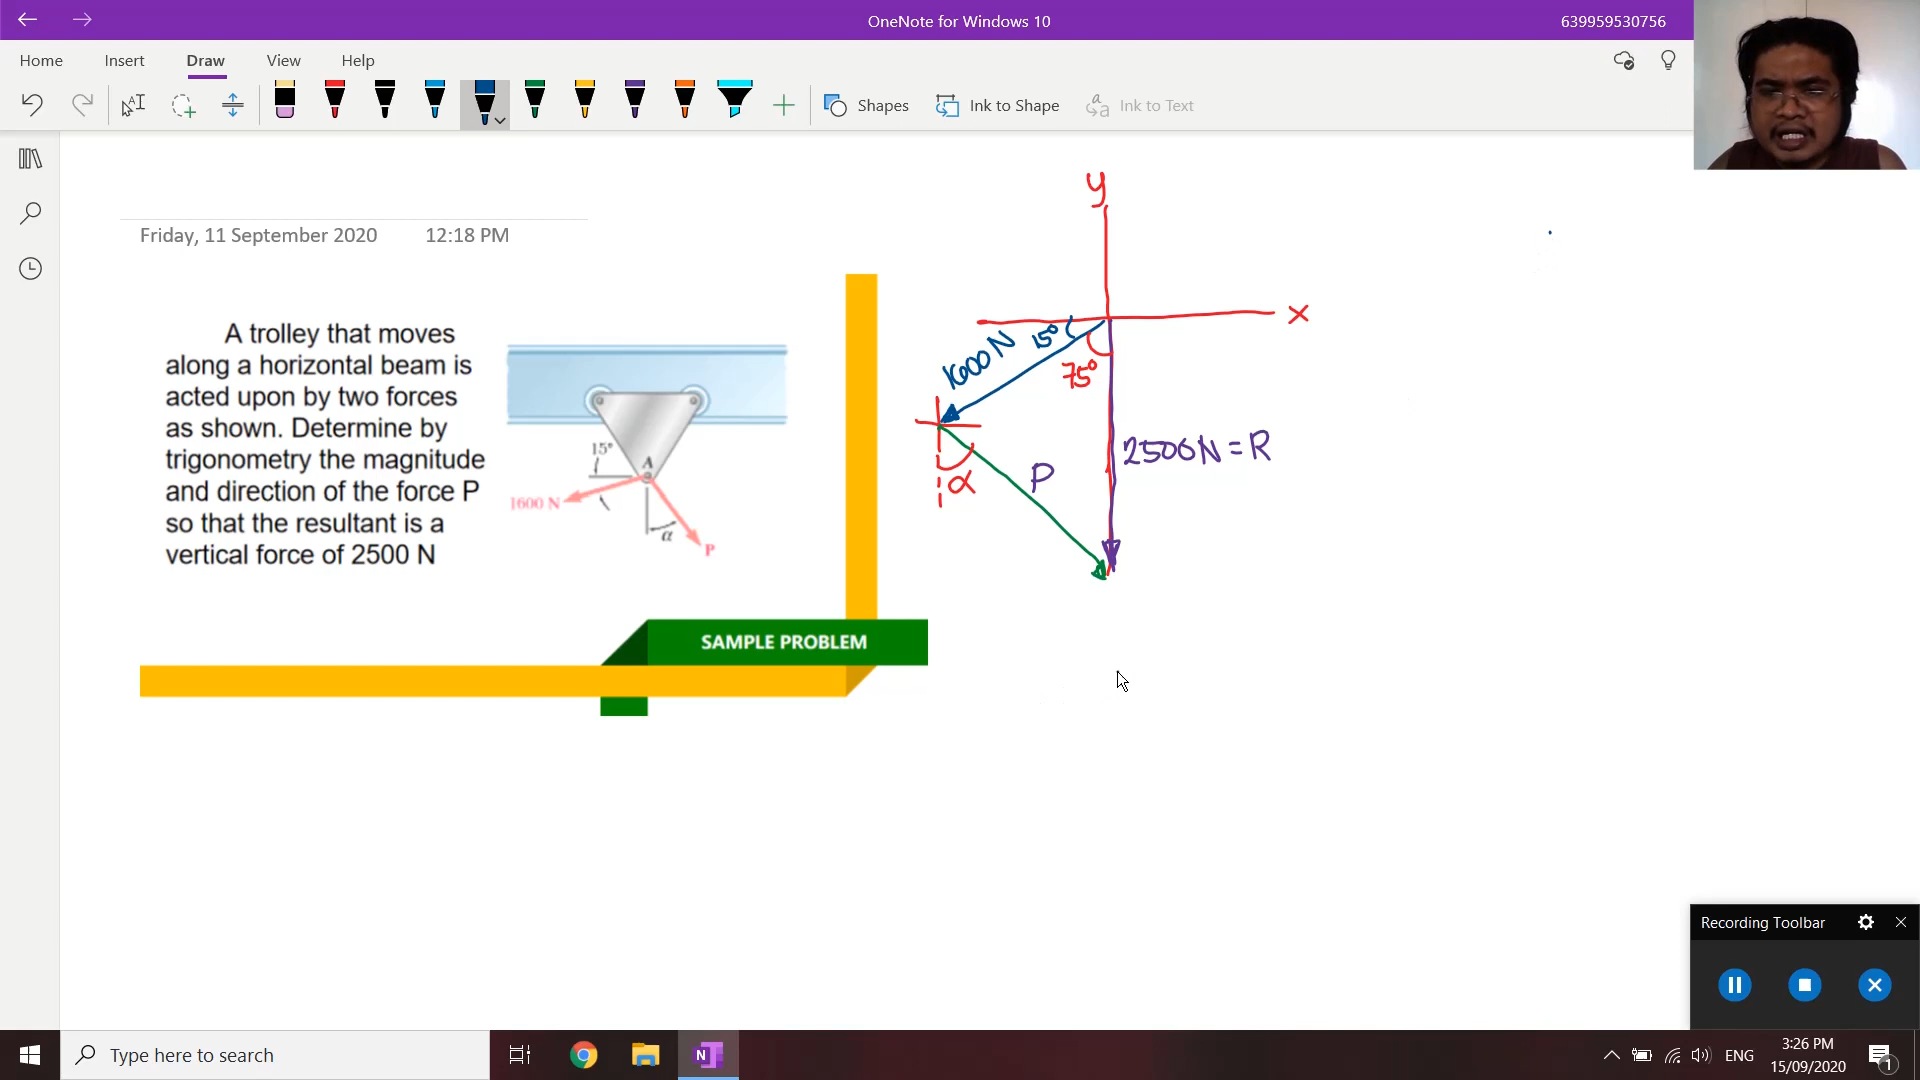 OneNote for Windows 10
639959530756
Home
Insert
Draw
View
Help
Shapes
Ink to Shape
Ink to Text
Friday, 11 September 2020
12:18 PM
A trolley that moves
along a horizontal beam is
acted upon by two forces
as shown. Determine by
trigonometry the magnitude
and direction of the force P
so that the resultant is a
vertical force of 2500 N
15°
A
1600 N
α
P
SAMPLE PROBLEM
y
x
1600 N
15°
75°
2500N = R
P
α
Recording Toolbar
Type here to search
ENG
3:26 PM
15/09/2020
1